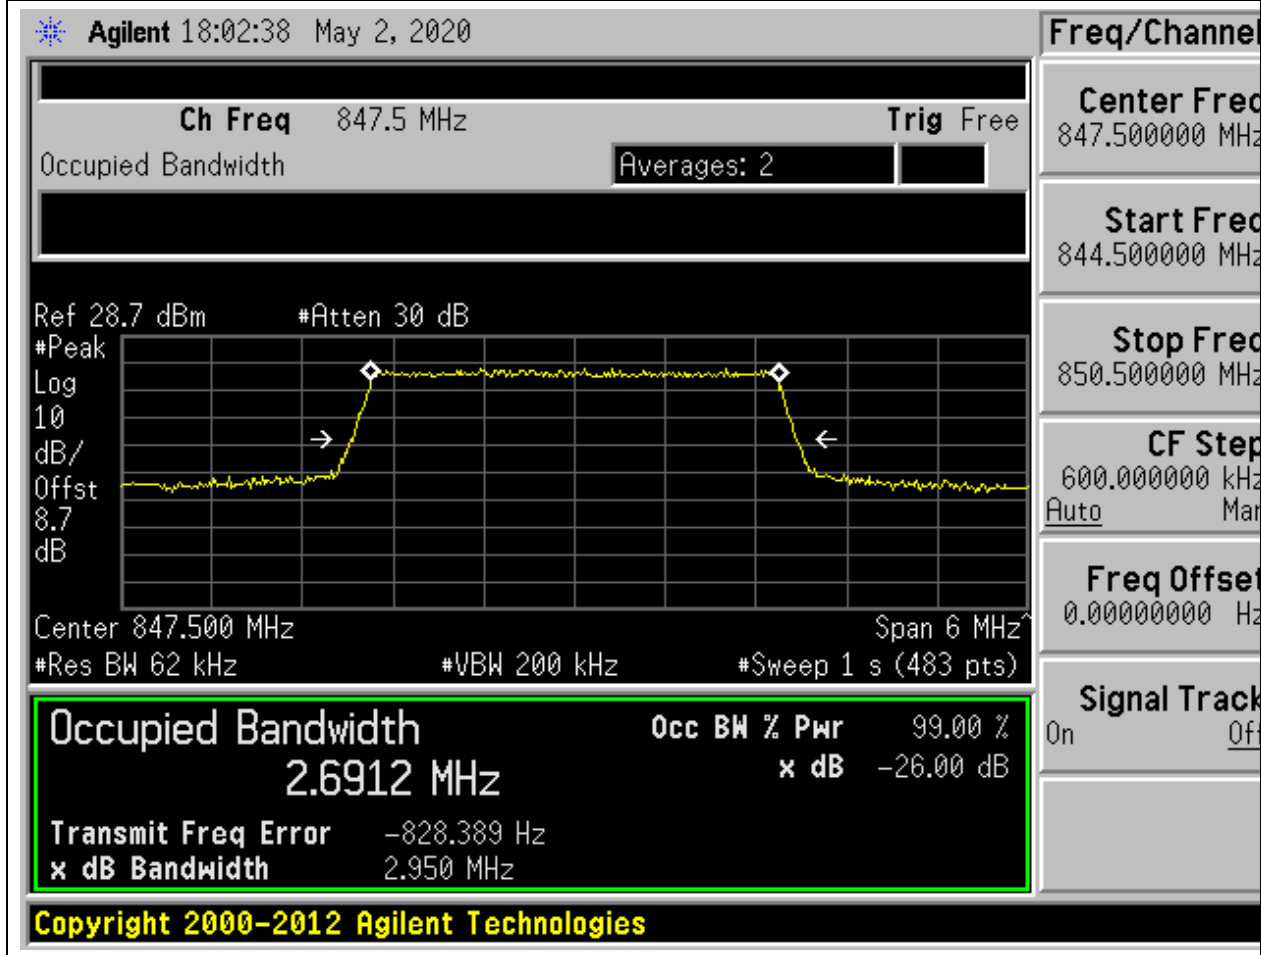 Agilent 18:02:38 May 2, 2020
Freq/Channel
Ch Freq 847.5 MHz Trig Free
Occupied Bandwidth Averages: 2
Center Freq
847.500000 MHz
Start Freq
844.500000 MHz
Stop Freq
850.500000 MHz
CF Step
600.000000 kHz
Auto Man
Freq Offset
0.00000000 Hz
Signal Track
On Off
Ref 28.7 dBm #Atten 30 dB
#Peak
Log
10
dB/
Offst
8.7
dB
Center 847.500 MHz Span 6 MHz^
#Res BW 62 kHz #VBW 200 kHz #Sweep 1 s (483 pts)
Occupied Bandwidth Occ BW % Pwr 99.00 %
2.6912 MHz x dB -26.00 dB
Transmit Freq Error -828.389 Hz
x dB Bandwidth 2.950 MHz
Copyright 2000-2012 Agilent Technologies